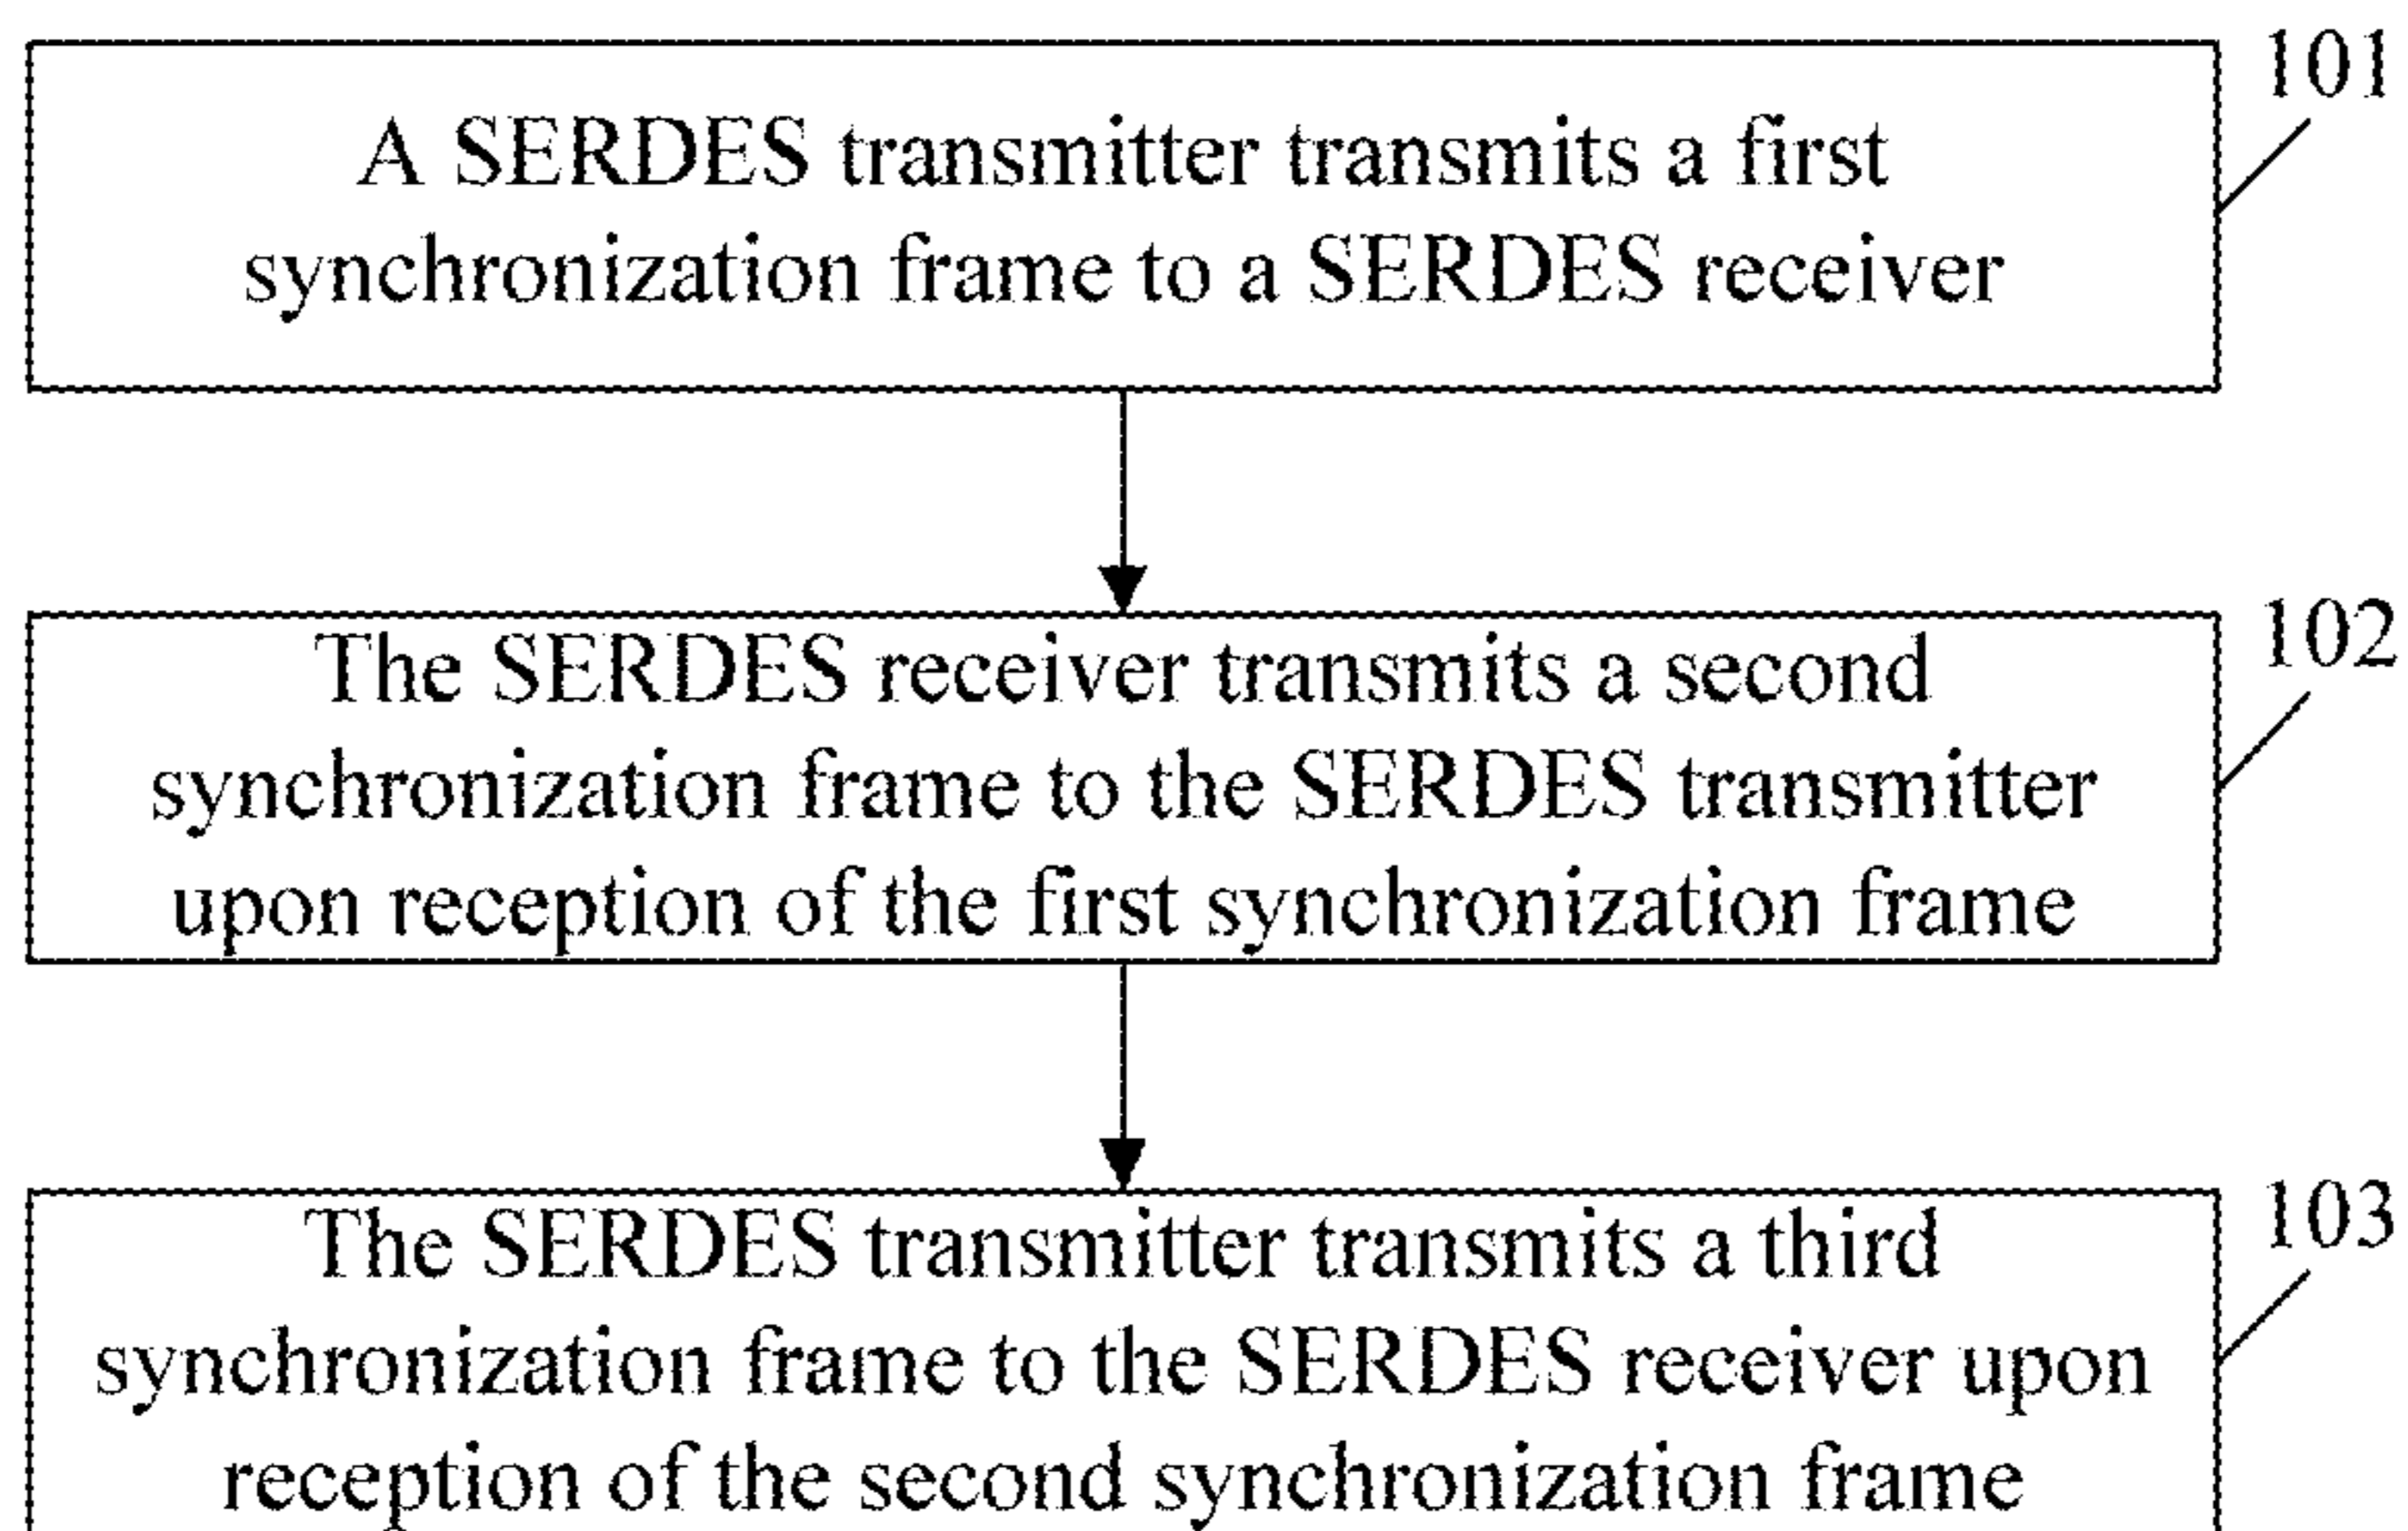 101
A SERDES transmitter transmits a first
synchronization frame to a SERDES receiver
102
The SERDES receiver transmits a second
synchronization frame to the SERDES transmitter
upon reception of the first synchronization frame
103
The SERDES transmitter transmits a third
synchronization frame to the SERDES receiver upon
reception of the second synchronization frame